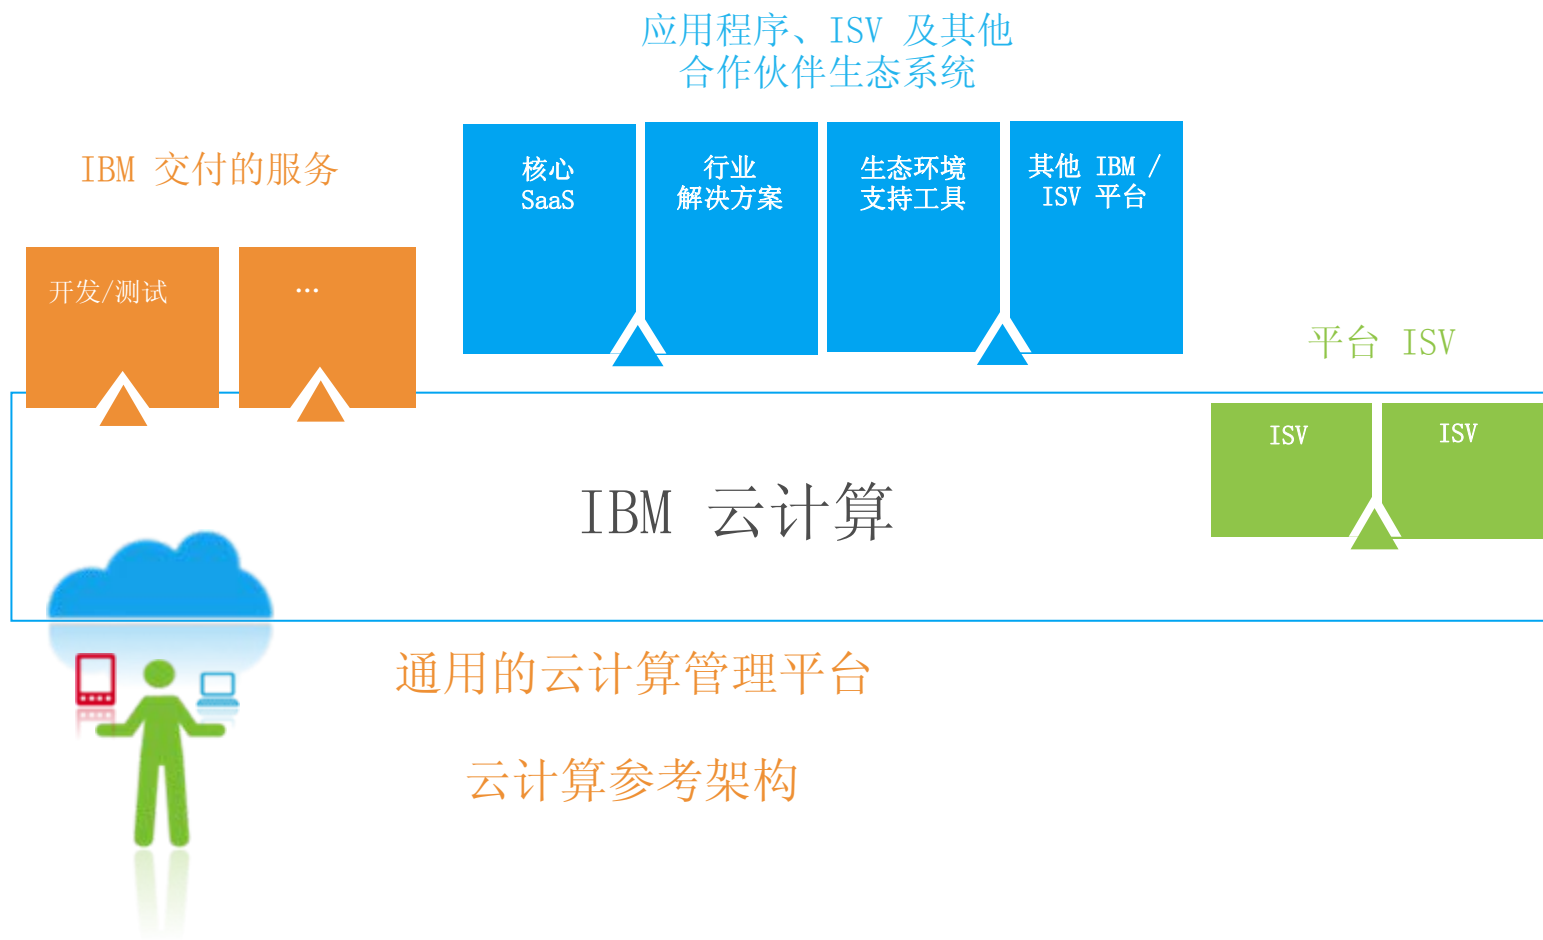 应用程序、ISV 及其他
合作伙伴生态系统
IBM 交付的服务
开发/测试
…
核心
SaaS
行业
解决方案
生态环境
支持工具
其他 IBM /
ISV 平台
平台 ISV
ISV
ISV
IBM 云计算
通用的云计算管理平台
云计算参考架构